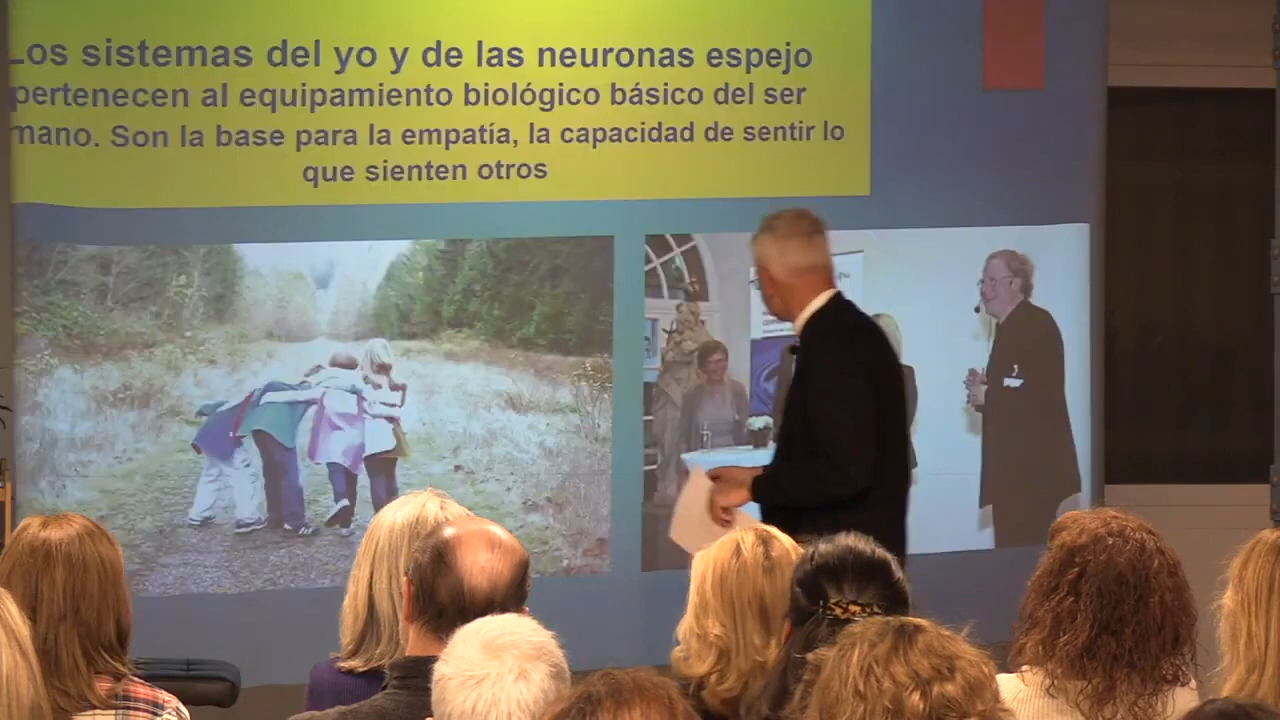 Los sistemas del yo y de las neuronas espejo
pertenecen al equipamiento biológico básico del ser
mano. Son la base para la empatía, la capacidad de sentir lo
que sienten otros